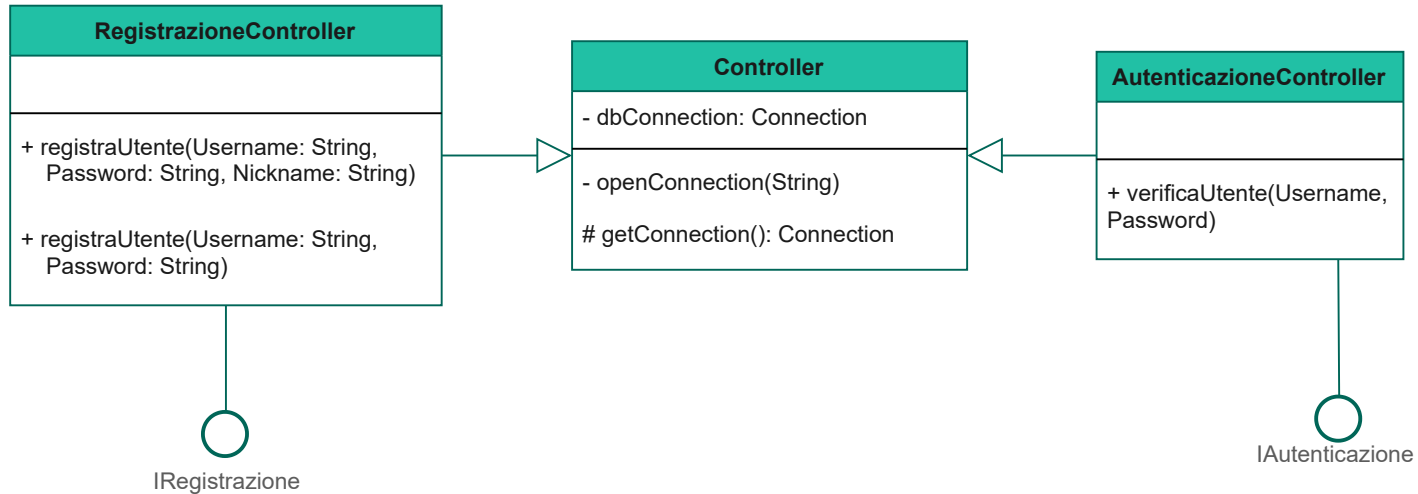 RegistrazioneController
+ registraUtente(Username: String,
Password: String, Nickname: String)
+ registraUtente(Username: String,
Password: String)
IRegistrazione
Controller
- dbConnection: Connection
- openConnection(String)
# getConnection(): Connection
AutenticazioneController
+ verificaUtente(Username,
Password)
IAutenticazione